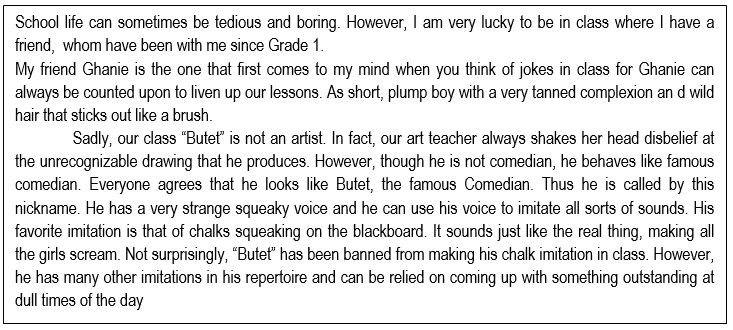 School life can sometimes be tedious and boring. However, I am very lucky to be in class where I have a
friend,  whom have been with me since Grade 1.
My friend Ghanie is the one that first comes to my mind when you think of jokes in class for Ghanie can
always be counted upon to liven up our lessons. As short, plump boy with a very tanned complexion an d wild
hair that sticks out like a brush.
Sadly, our class “Butet” is not an artist. In fact, our art teacher always shakes her head disbelief at
the unrecognizable drawing that he produces. However, though he is not comedian, he behaves like famous
comedian. Everyone agrees that he looks like Butet, the famous Comedian. Thus he is called by this
nickname. He has a very strange squeaky voice and he can use his voice to imitate all sorts of sounds. His
favorite imitation is that of chalks squeaking on the blackboard. It sounds just like the real thing, making all
the girls scream. Not surprisingly, “Butet” has been banned from making his chalk imitation in class. However,
he has many other imitations in his repertoire and can be relied on coming up with something outstanding at
dull times of the day